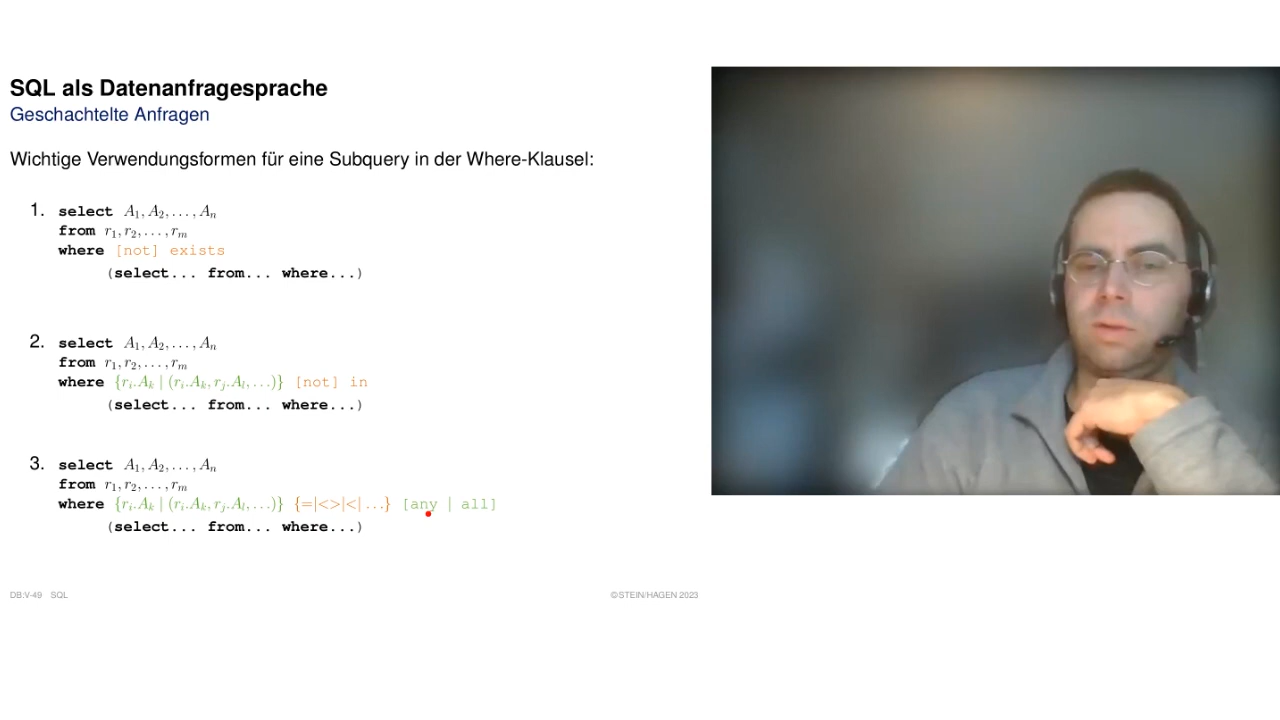 SQL als Datenanfragesprache
Geschachtelte Anfragen
Wichtige Verwendungsformen für eine Subquery in der Where-Klausel:
1. select A₁, A₂, . . . , Aₙ
from r₁, r₂, . . . , rₘ
where [not] exists
(select... from... where...)
2. select A₁, A₂, . . . , Aₙ
from r₁, r₂, . . . , rₘ
where {rᵢ.Aₖ | (rᵢ.Aₖ, rⱼ.Aₗ, . . .)} [not] in
(select... from... where...)
3. select A₁, A₂, . . . , Aₙ
from r₁, r₂, . . . , rₘ
where {rᵢ.Aₖ | (rᵢ.Aₖ, rⱼ.Aₗ, . . .)} {=|<>|<| . . .} [any | all]
(select... from... where...)
DB:V-49 SQL ©STEIN/HAGEN 2023